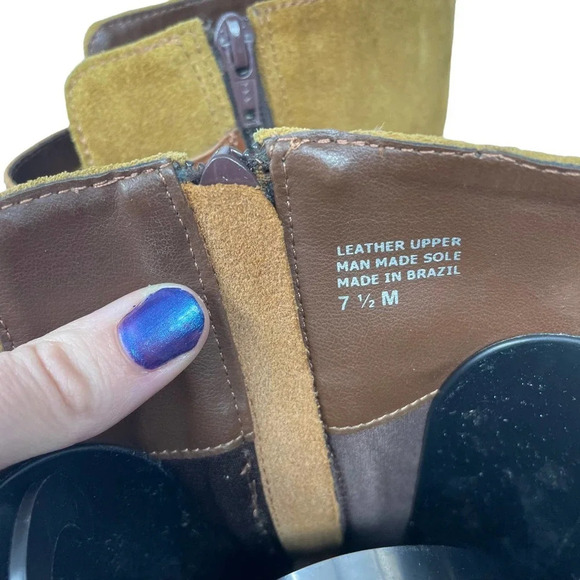 LEATHER UPPER
MAN MADE SOLE
MADE IN BRAZIL
7 ½ M